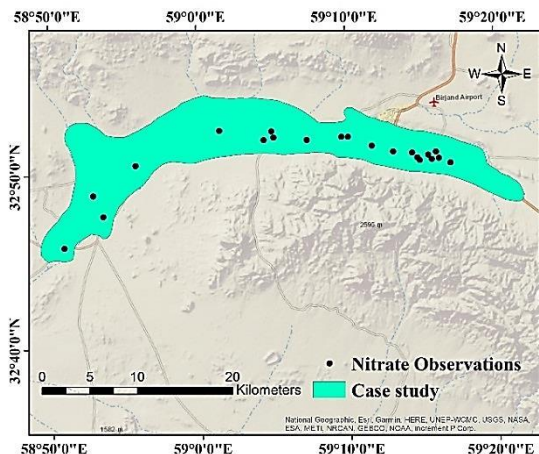 58°50'0"E 59°0'0"E 59°10'0"E 59°20'0"E
N
W E
S
Birjand Airport
32°50'0"N
2595 m
32°40'0"N
Nitrate Observations
Case study
0 5 10 20
Kilometers
National Geographic, Esri, Garmin, HERE, UNEP-WCMC, USGS, NASA,
ESA, METI, NRCAN, GEBCO, NOAA, increment P Corp.
1582 m
58°50'0"E 59°0'0"E 59°10'0"E 59°20'0"E